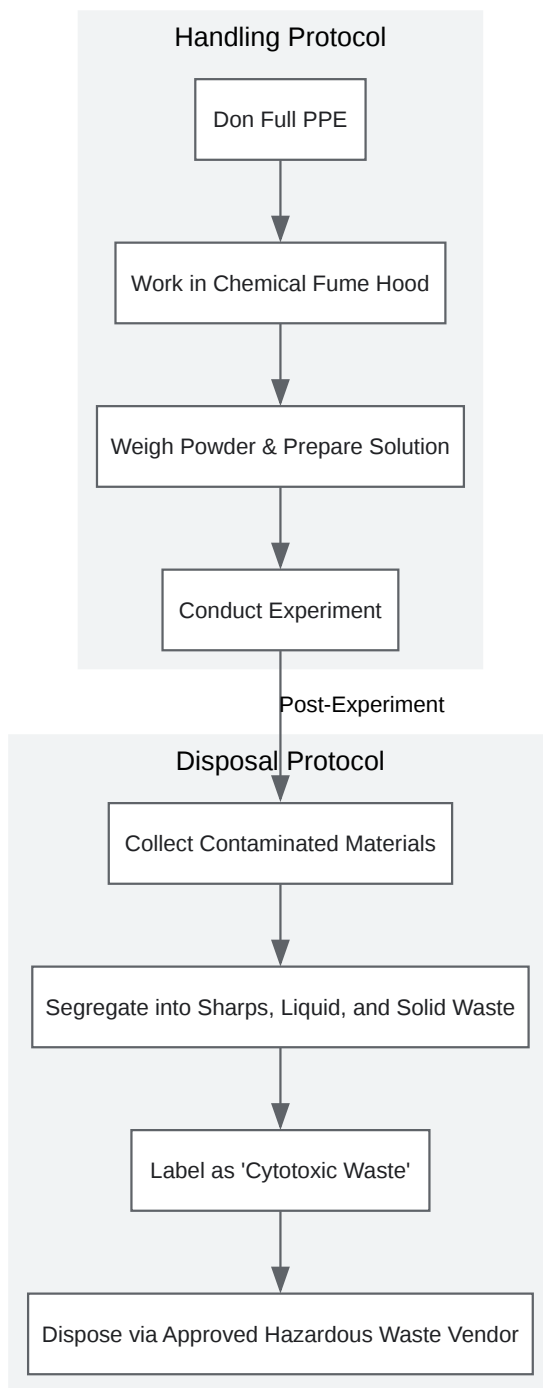 Handling Protocol
Don Full PPE
Work in Chemical Fume Hood
Weigh Powder & Prepare Solution
Conduct Experiment
Post-Experiment
Disposal Protocol
Collect Contaminated Materials
Segregate into Sharps, Liquid, and Solid Waste
Label as 'Cytotoxic Waste'
Dispose via Approved Hazardous Waste Vendor